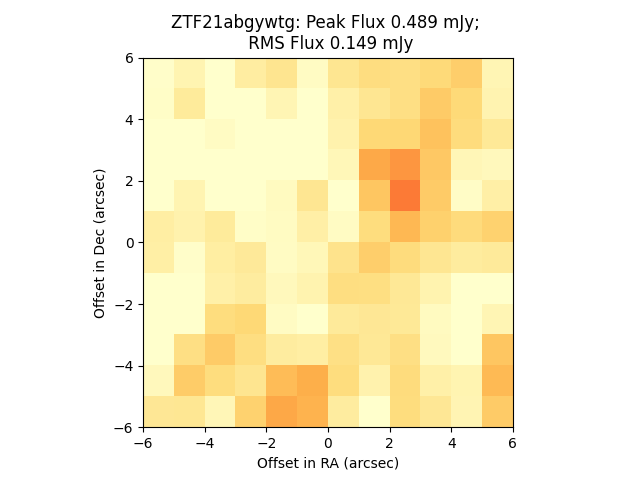 ZTF21abgywtg: Peak Flux 0.489 mJy;
RMS Flux 0.149 mJy
6
4
2
0
−2
−4
−6
Offset in Dec (arcsec)
−6 −4 −2 0 2 4 6
Offset in RA (arcsec)